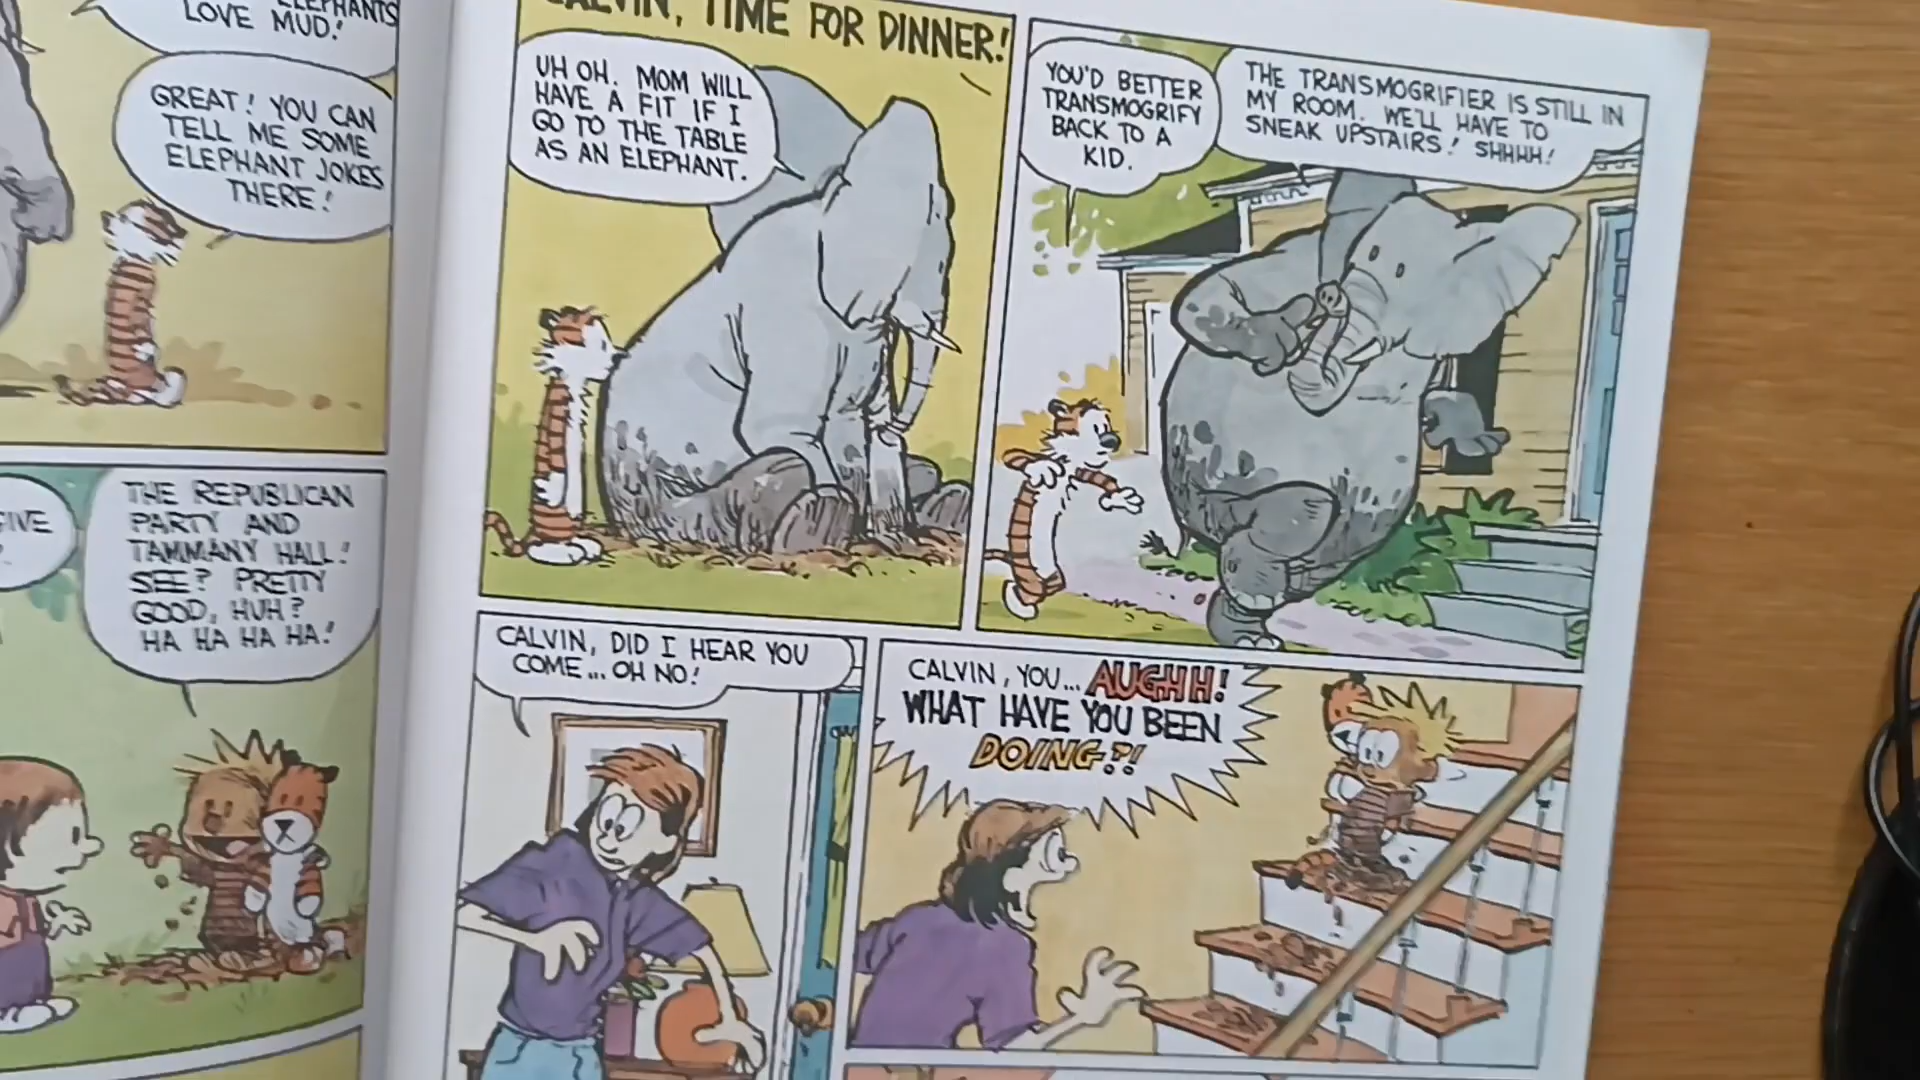 ELEPHANTS
LOVE MUD!
GREAT! YOU CAN
TELL ME SOME
ELEPHANT JOKES
THERE!
THE REPUBLICAN
PARTY AND
TAMMANY HALL!
SEE? PRETTY
GOOD, HUH?
HA HA HA HA!
CALVIN, TIME FOR DINNER!
UH OH. MOM WILL
HAVE A FIT IF I
GO TO THE TABLE
AS AN ELEPHANT.
YOU'D BETTER
TRANSMOGRIFY
BACK TO A
KID.
THE TRANSMOGRIFIER IS STILL IN
MY ROOM. WE'LL HAVE TO
SNEAK UPSTAIRS! SHHHH!
CALVIN, DID I HEAR YOU
COME... OH NO!
CALVIN, YOU... AUGHH!
WHAT HAVE YOU BEEN
DOING?!